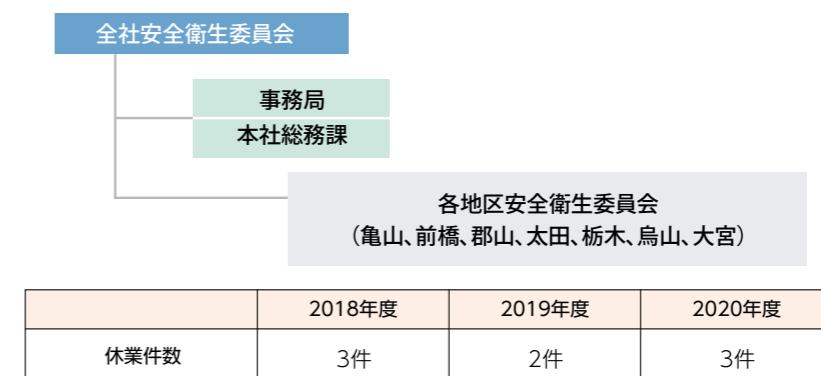 全社安全衛生委員会
事務局
本社総務課
各地区安全衛生委員会
（亀山、前橋、郡山、太田、栃木、烏山、大宮）
2018年度 2019年度 2020年度
休業件数 3件 2件 3件